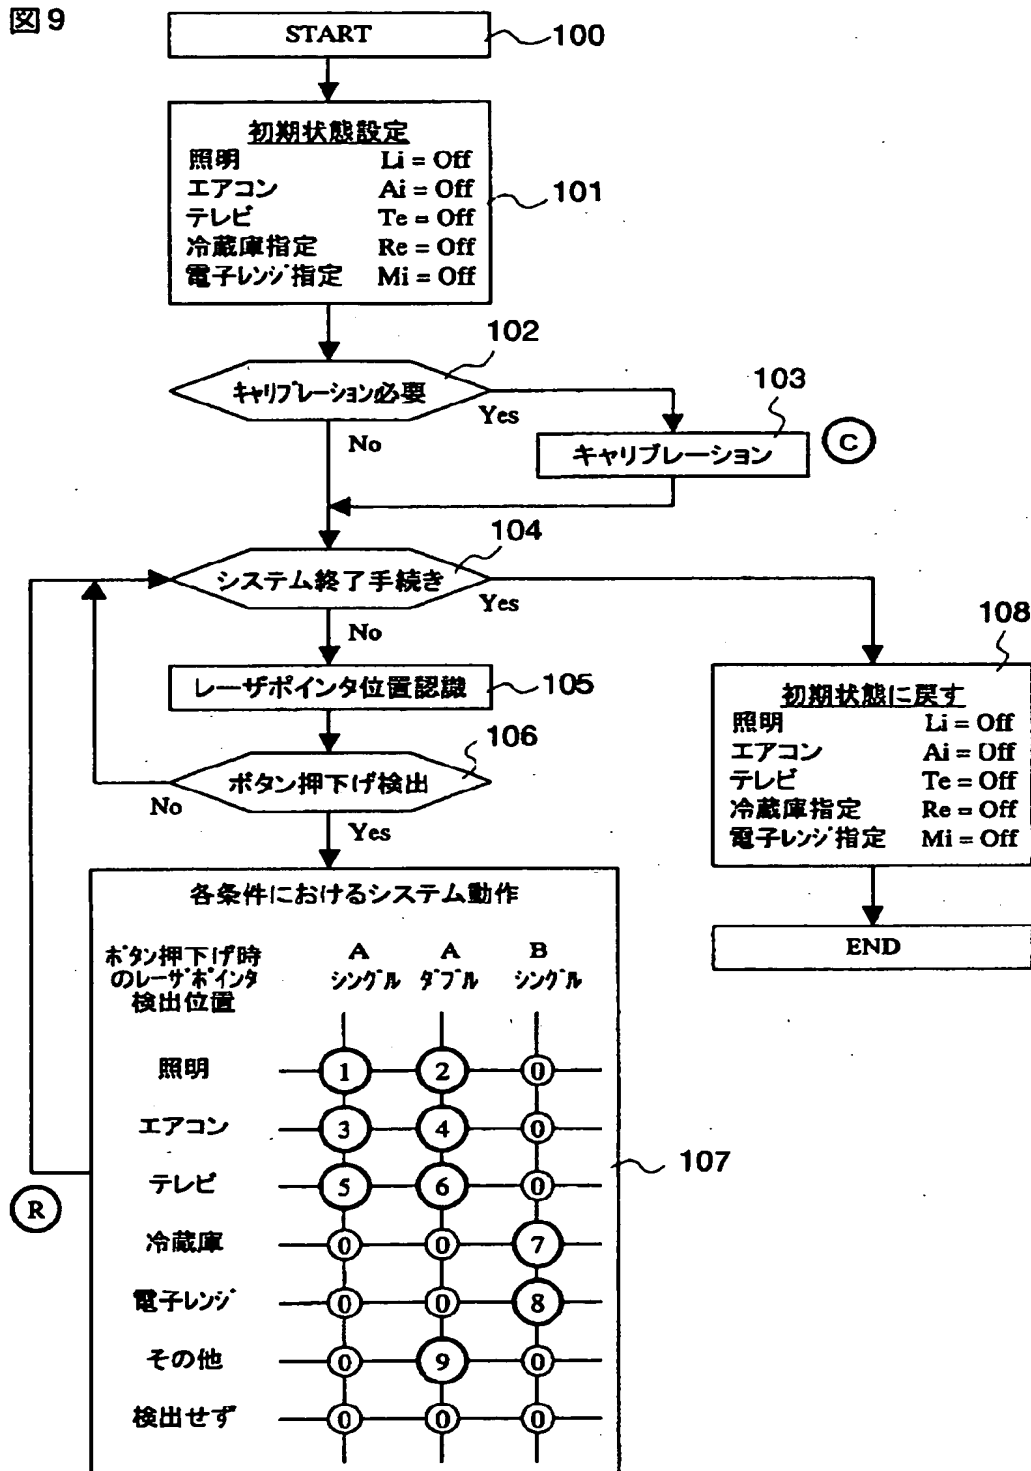 図9
START
100
初期状態設定
照明 Li = Off
エアコン Ai = Off
テレビ Te = Off
冷蔵庫指定 Re = Off
電子レンジ指定 Mi = Off
101
102
キャリブレーション必要
Yes
No
103
キャリブレーション
C
104
システム終了手続き
Yes
No
レーザポインタ位置認識
105
106
ボタン押下げ検出
No
Yes
108
初期状態に戻す
照明 Li = Off
エアコン Ai = Off
テレビ Te = Off
冷蔵庫指定 Re = Off
電子レンジ指定 Mi = Off
END
各条件におけるシステム動作
ボタン押下げ時
のレーザポインタ
検出位置
A A B
シングル ダブル シングル
照明 1 2 0
エアコン 3 4 0
テレビ 5 6 0
冷蔵庫 0 0 7
電子レンジ 0 0 8
その他 0 9 0
検出せず 0 0 0
107
R